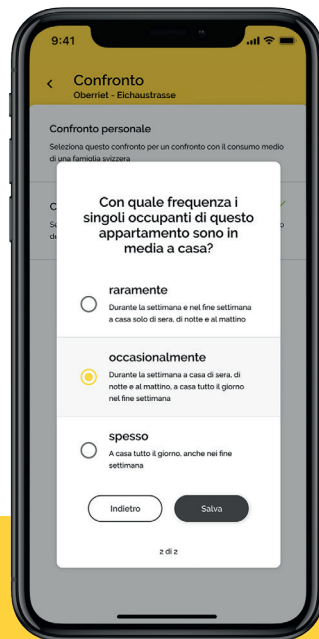 9:41
Confronto
Oberriet - Eichaustrasse
Confronto personale
Seleziona questo confronto per un confronto con il consumo medio
di una famiglia svizzera
Con quale frequenza i
singoli occupanti di questo
appartamento sono in
media a casa?
raramente
Durante la settimana e nel fine settimana
a casa solo di sera, di notte e al mattino
occasionalmente
Durante la settimana a casa di sera, di
notte e al mattino, a casa tutto il giorno
nel fine settimana
spesso
A casa tutto il giorno, anche nei fine
settimana
Indietro
Salva
2 di 2